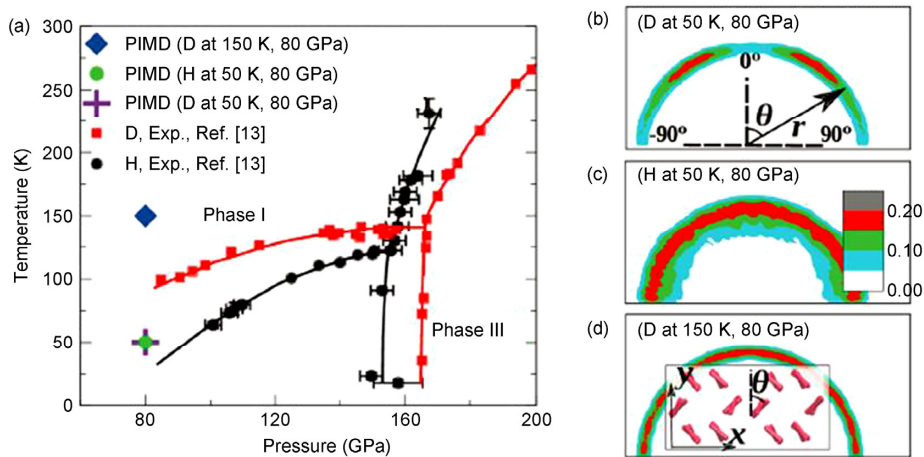 (a)
300
250
200
150
100
50
0
80
120
160
200
Temperature (K)
Pressure (GPa)
PIMD (D at 150 K, 80 GPa)
PIMD (H at 50 K, 80 GPa)
PIMD (D at 50 K, 80 GPa)
D, Exp., Ref. [13]
H, Exp., Ref. [13]
Phase I
Phase III
(b) (D at 50 K, 80 GPa)
0°
θ
r
-90°
90°
(c) (H at 50 K, 80 GPa)
0.20
0.10
0.00
(d) (D at 150 K, 80 GPa)
y
θ
x